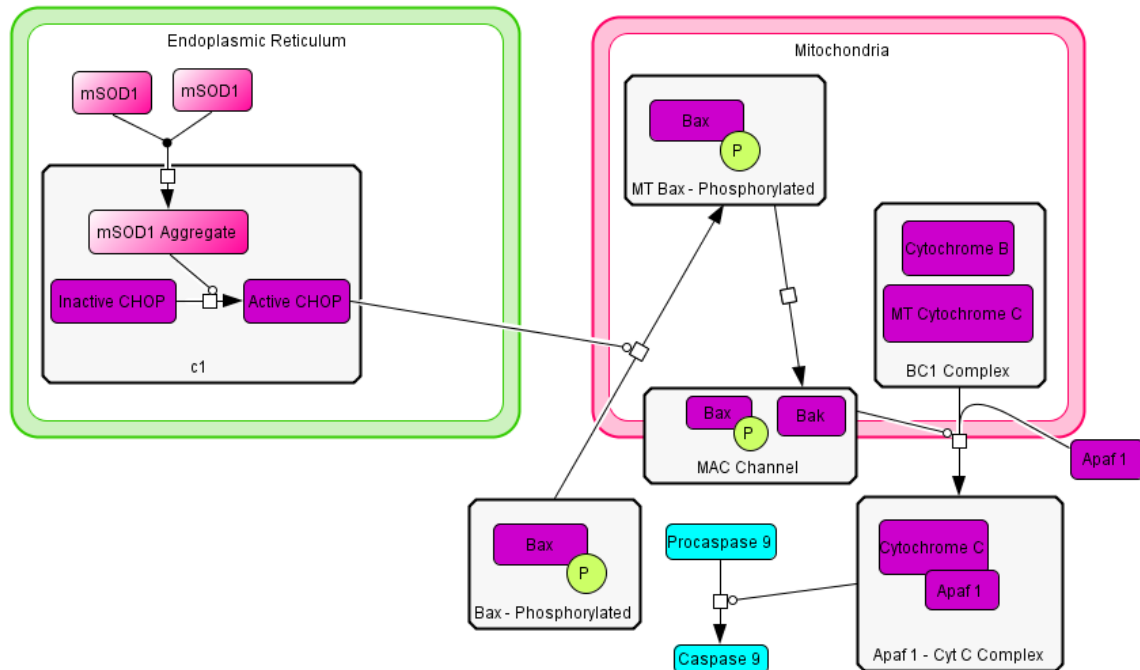 Endoplasmic Reticulum
mSOD1
mSOD1
mSOD1 Aggregate
Inactive CHOP
Active CHOP
c1
Mitochondria
Bax
P
MT Bax - Phosphorylated
Cytochrome B
MT Cytochrome C
BC1 Complex
Bax
P
Bak
MAC Channel
Apaf 1
Bax
P
Bax - Phosphorylated
Procaspase 9
Caspase 9
Cytochrome C
Apaf 1
Apaf 1 - Cyt C Complex